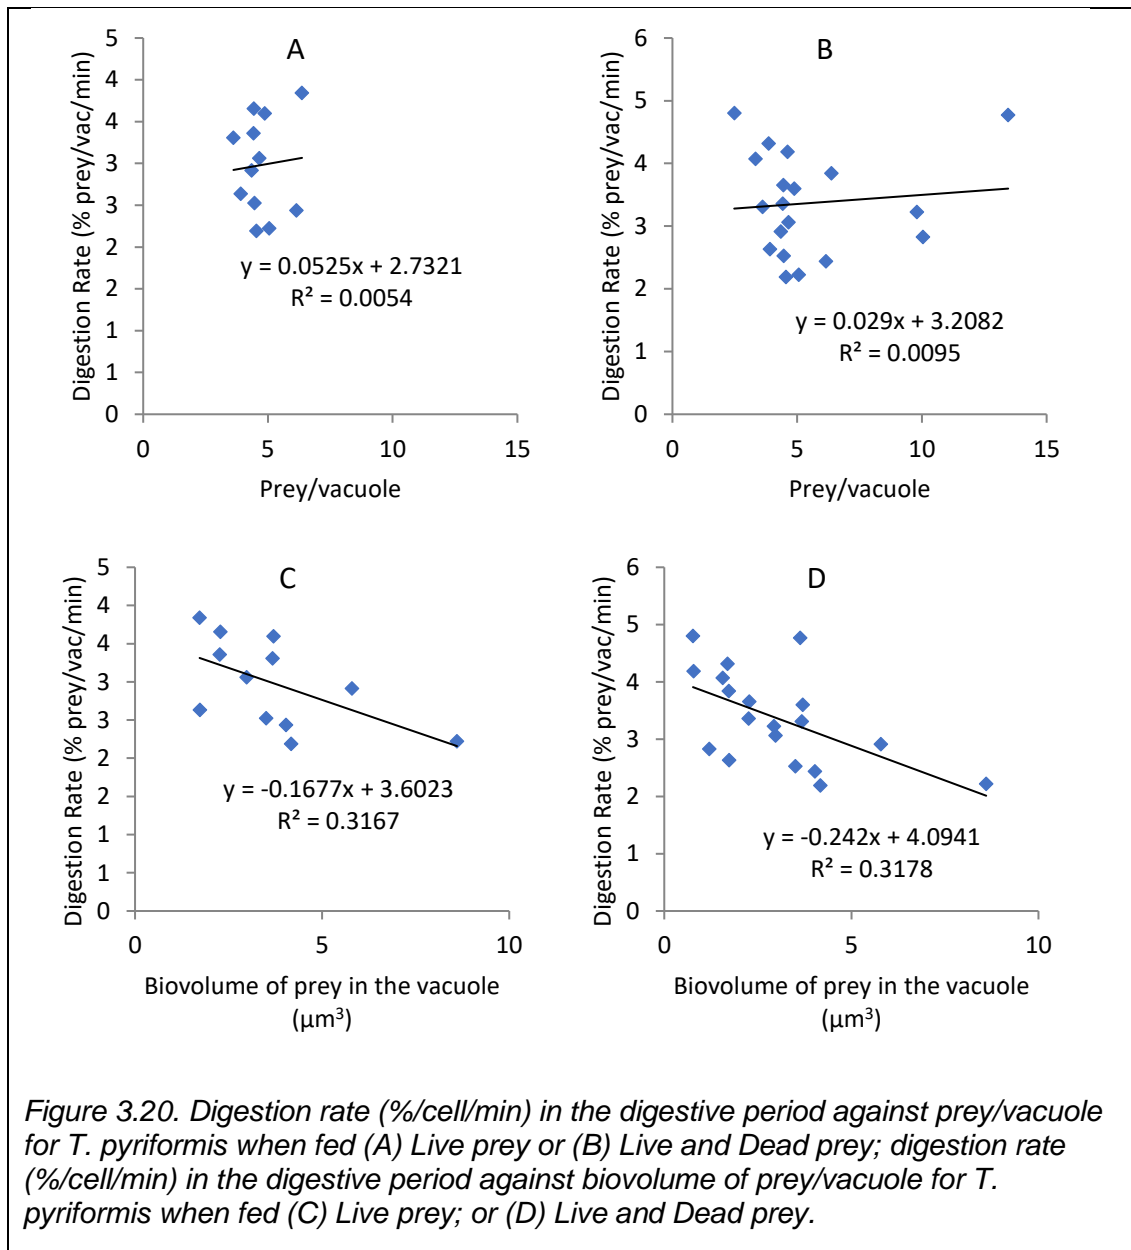 A
Digestion Rate (% prey/vac/min)
5
4
4
3
3
2
2
1
1
0
y = 0.0525x + 2.7321
R² = 0.0054
0 5 10 15
Prey/vacuole
B
Digestion Rate (% prey/vac/min)
6
5
4
3
2
1
0
y = 0.029x + 3.2082
R² = 0.0095
0 5 10 15
Prey/vacuole
C
Digestion Rate (% prey/vac/min)
5
4
4
3
3
2
2
1
1
0
y = -0.1677x + 3.6023
R² = 0.3167
0 5 10
Biovolume of prey in the vacuole
(µm³)
D
Digestion Rate (% prey/vac/min)
6
5
4
3
2
1
0
y = -0.242x + 4.0941
R² = 0.3178
0 5 10
Biovolume of prey in the vacuole
(µm³)
Figure 3.20. Digestion rate (%/cell/min) in the digestive period against prey/vacuole
for T. pyriformis when fed (A) Live prey or (B) Live and Dead prey; digestion rate
(%/cell/min) in the digestive period against biovolume of prey/vacuole for T.
pyriformis when fed (C) Live prey; or (D) Live and Dead prey.